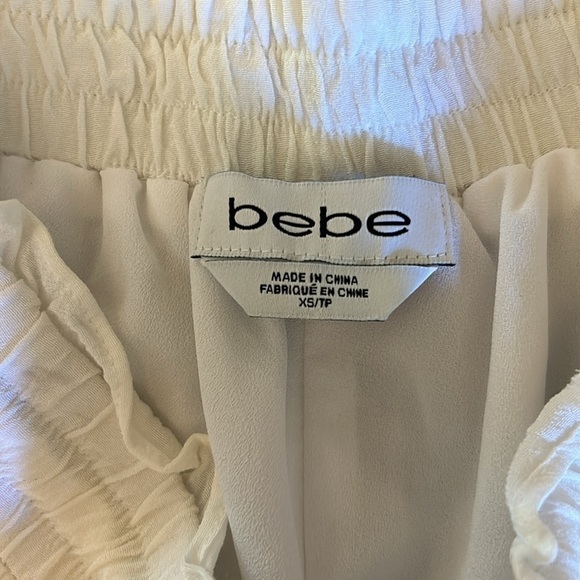 bebe
MADE IN CHINA
FABRIQUÉ EN CHINE
XS/TP